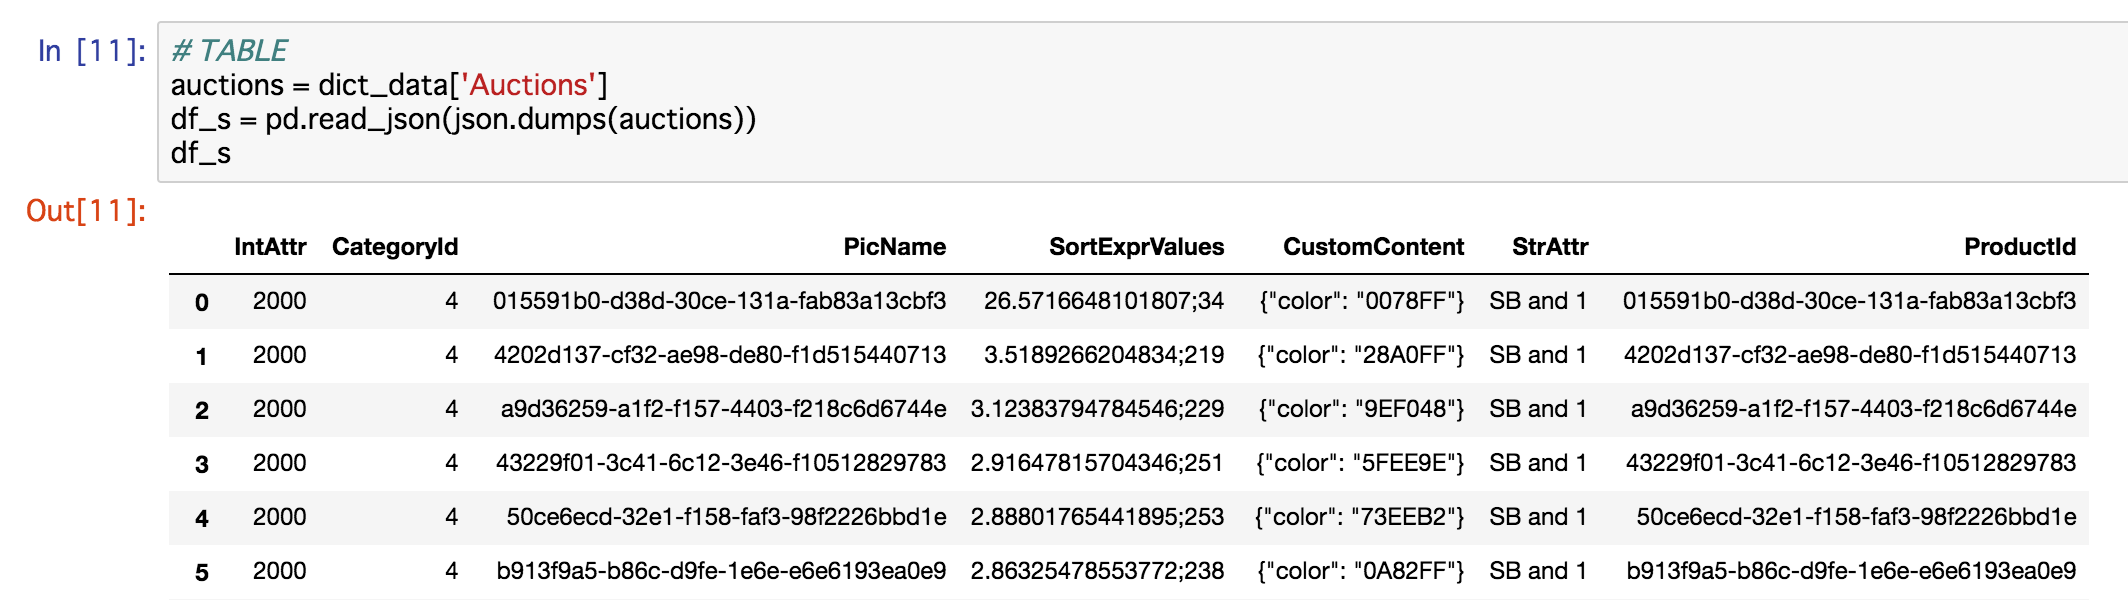 In [11]:
# TABLE
auctions = dict_data['Auctions']
df_s = pd.read_json(json.dumps(auctions))
df_s
Out[11]:
IntAttr CategoryId PicName SortExprValues CustomContent StrAttr ProductId
0 2000 4 015591b0-d38d-30ce-131a-fab83a13cbf3 26.5716648101807;34 {"color": "0078FF"} SB and 1 015591b0-d38d-30ce-131a-fab83a13cbf3
1 2000 4 4202d137-cf32-ae98-de80-f1d515440713 3.5189266204834;219 {"color": "28A0FF"} SB and 1 4202d137-cf32-ae98-de80-f1d515440713
2 2000 4 a9d36259-a1f2-f157-4403-f218c6d6744e 3.12383794784546;229 {"color": "9EF048"} SB and 1 a9d36259-a1f2-f157-4403-f218c6d6744e
3 2000 4 43229f01-3c41-6c12-3e46-f10512829783 2.91647815704346;251 {"color": "5FEE9E"} SB and 1 43229f01-3c41-6c12-3e46-f10512829783
4 2000 4 50ce6ecd-32e1-f158-faf3-98f2226bbd1e 2.88801765441895;253 {"color": "73EEB2"} SB and 1 50ce6ecd-32e1-f158-faf3-98f2226bbd1e
5 2000 4 b913f9a5-b86c-d9fe-1e6e-e6e6193ea0e9 2.86325478553772;238 {"color": "0A82FF"} SB and 1 b913f9a5-b86c-d9fe-1e6e-e6e6193ea0e9